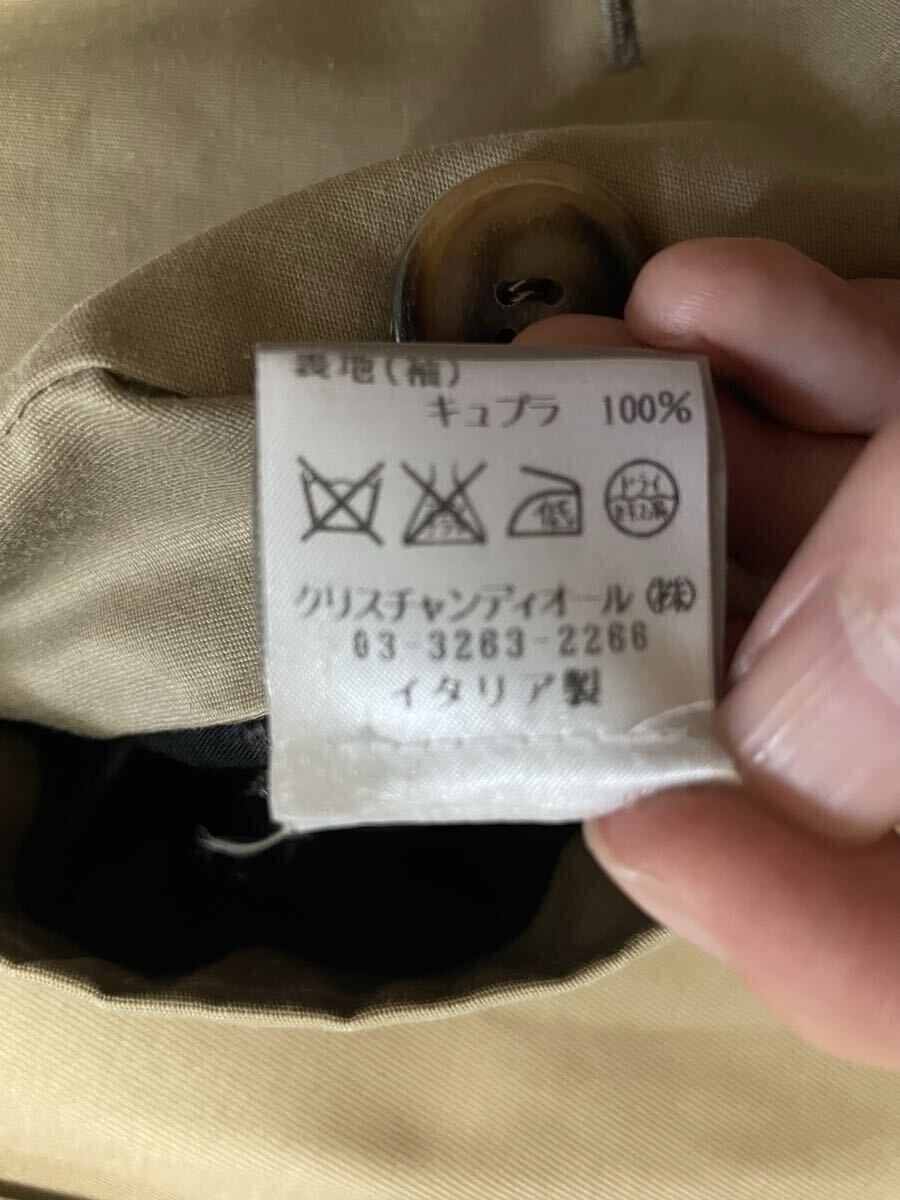 表地(袖)
キュプラ 100%
低 ドライ
クリスチャンディオール(株)
03-3263-2266
イタリア製